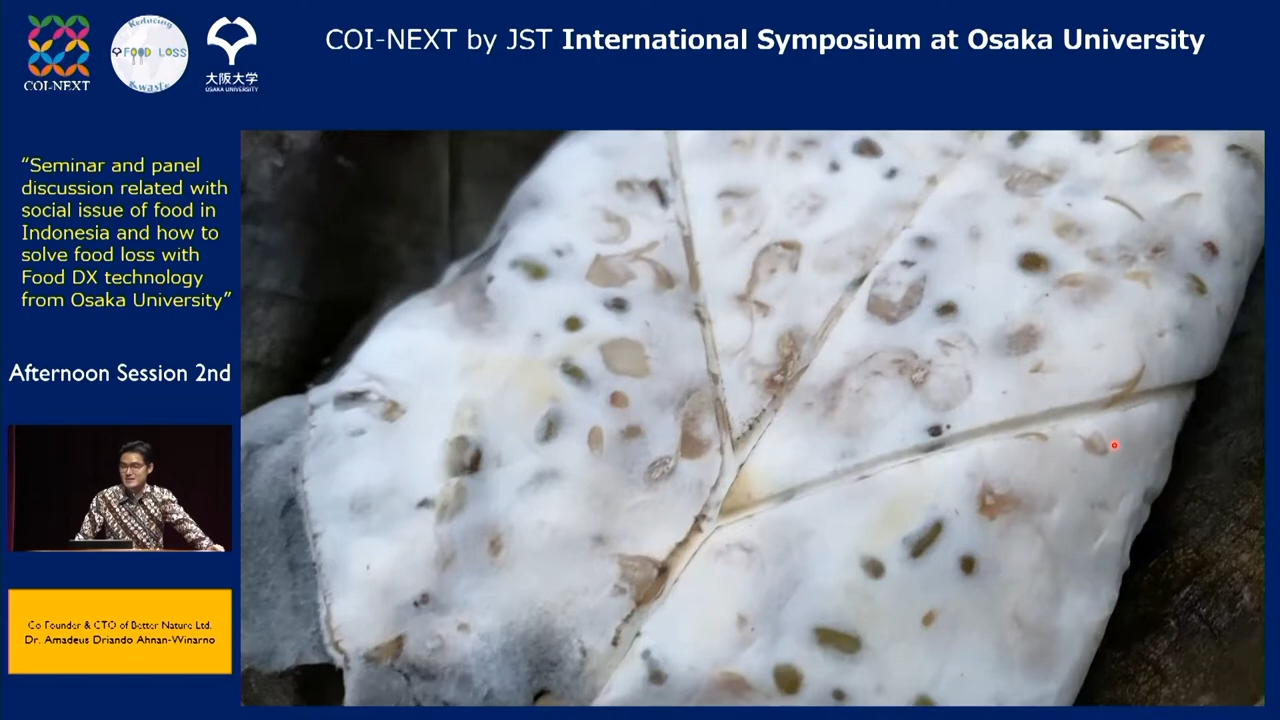 COI-NEXT
Reducing
FOOD LOSS
& Waste
大阪大学
OSAKA UNIVERSITY
COI-NEXT by JST International Symposium at Osaka University
“Seminar and panel
discussion related with
social issue of food in
Indonesia and how to
solve food loss with
Food DX technology
from Osaka University”
Afternoon Session 2nd
Co Founder & CTO of Better Nature Ltd.
Dr. Amadeus Driando Ahnan-Winarno